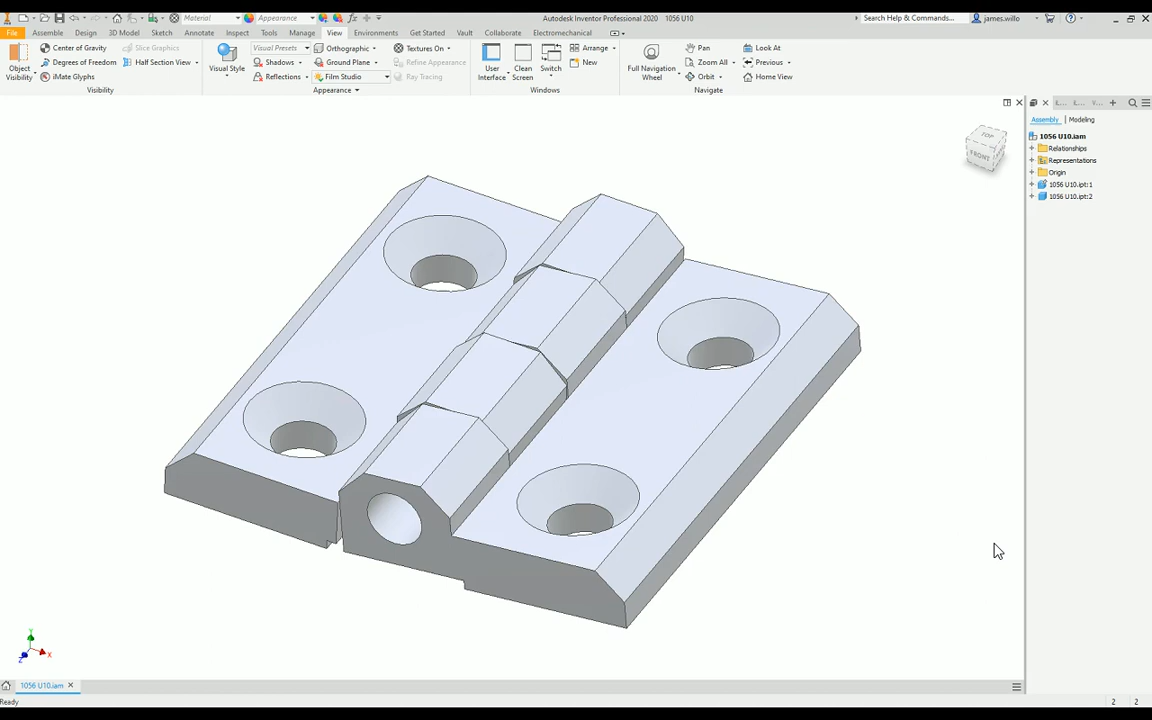 Material
Appearance
fx
Autodesk Inventor Professional 2020 1056 U10
Search Help & Commands...
james.willo
File
Assemble
Design
3D Model
Sketch
Annotate
Inspect
Tools
Manage
View
Environments
Get Started
Vault
Collaborate
Electromechanical
Object Visibility
Center of Gravity
Degrees of Freedom
iMate Glyphs
Slice Graphics
Half Section View
Visibility
Visual Style
Visual Presets
Shadows
Reflections
Orthographic
Ground Plane
Film Studio
Textures On
Refine Appearance
Ray Tracing
Appearance
User Interface
Clean Screen
Switch
Arrange
New
Windows
Full Navigation Wheel
Pan
Zoom All
Orbit
Look At
Previous
Home View
Navigate
TOP
FRONT
L...
L...
V...
Assembly | Modeling
1056 U10.iam
Relationships
Representations
Origin
1056 U10.ipt:1
1056 U10.ipt:2
Y
X
Z
1056 U10.iam
Ready
2 2